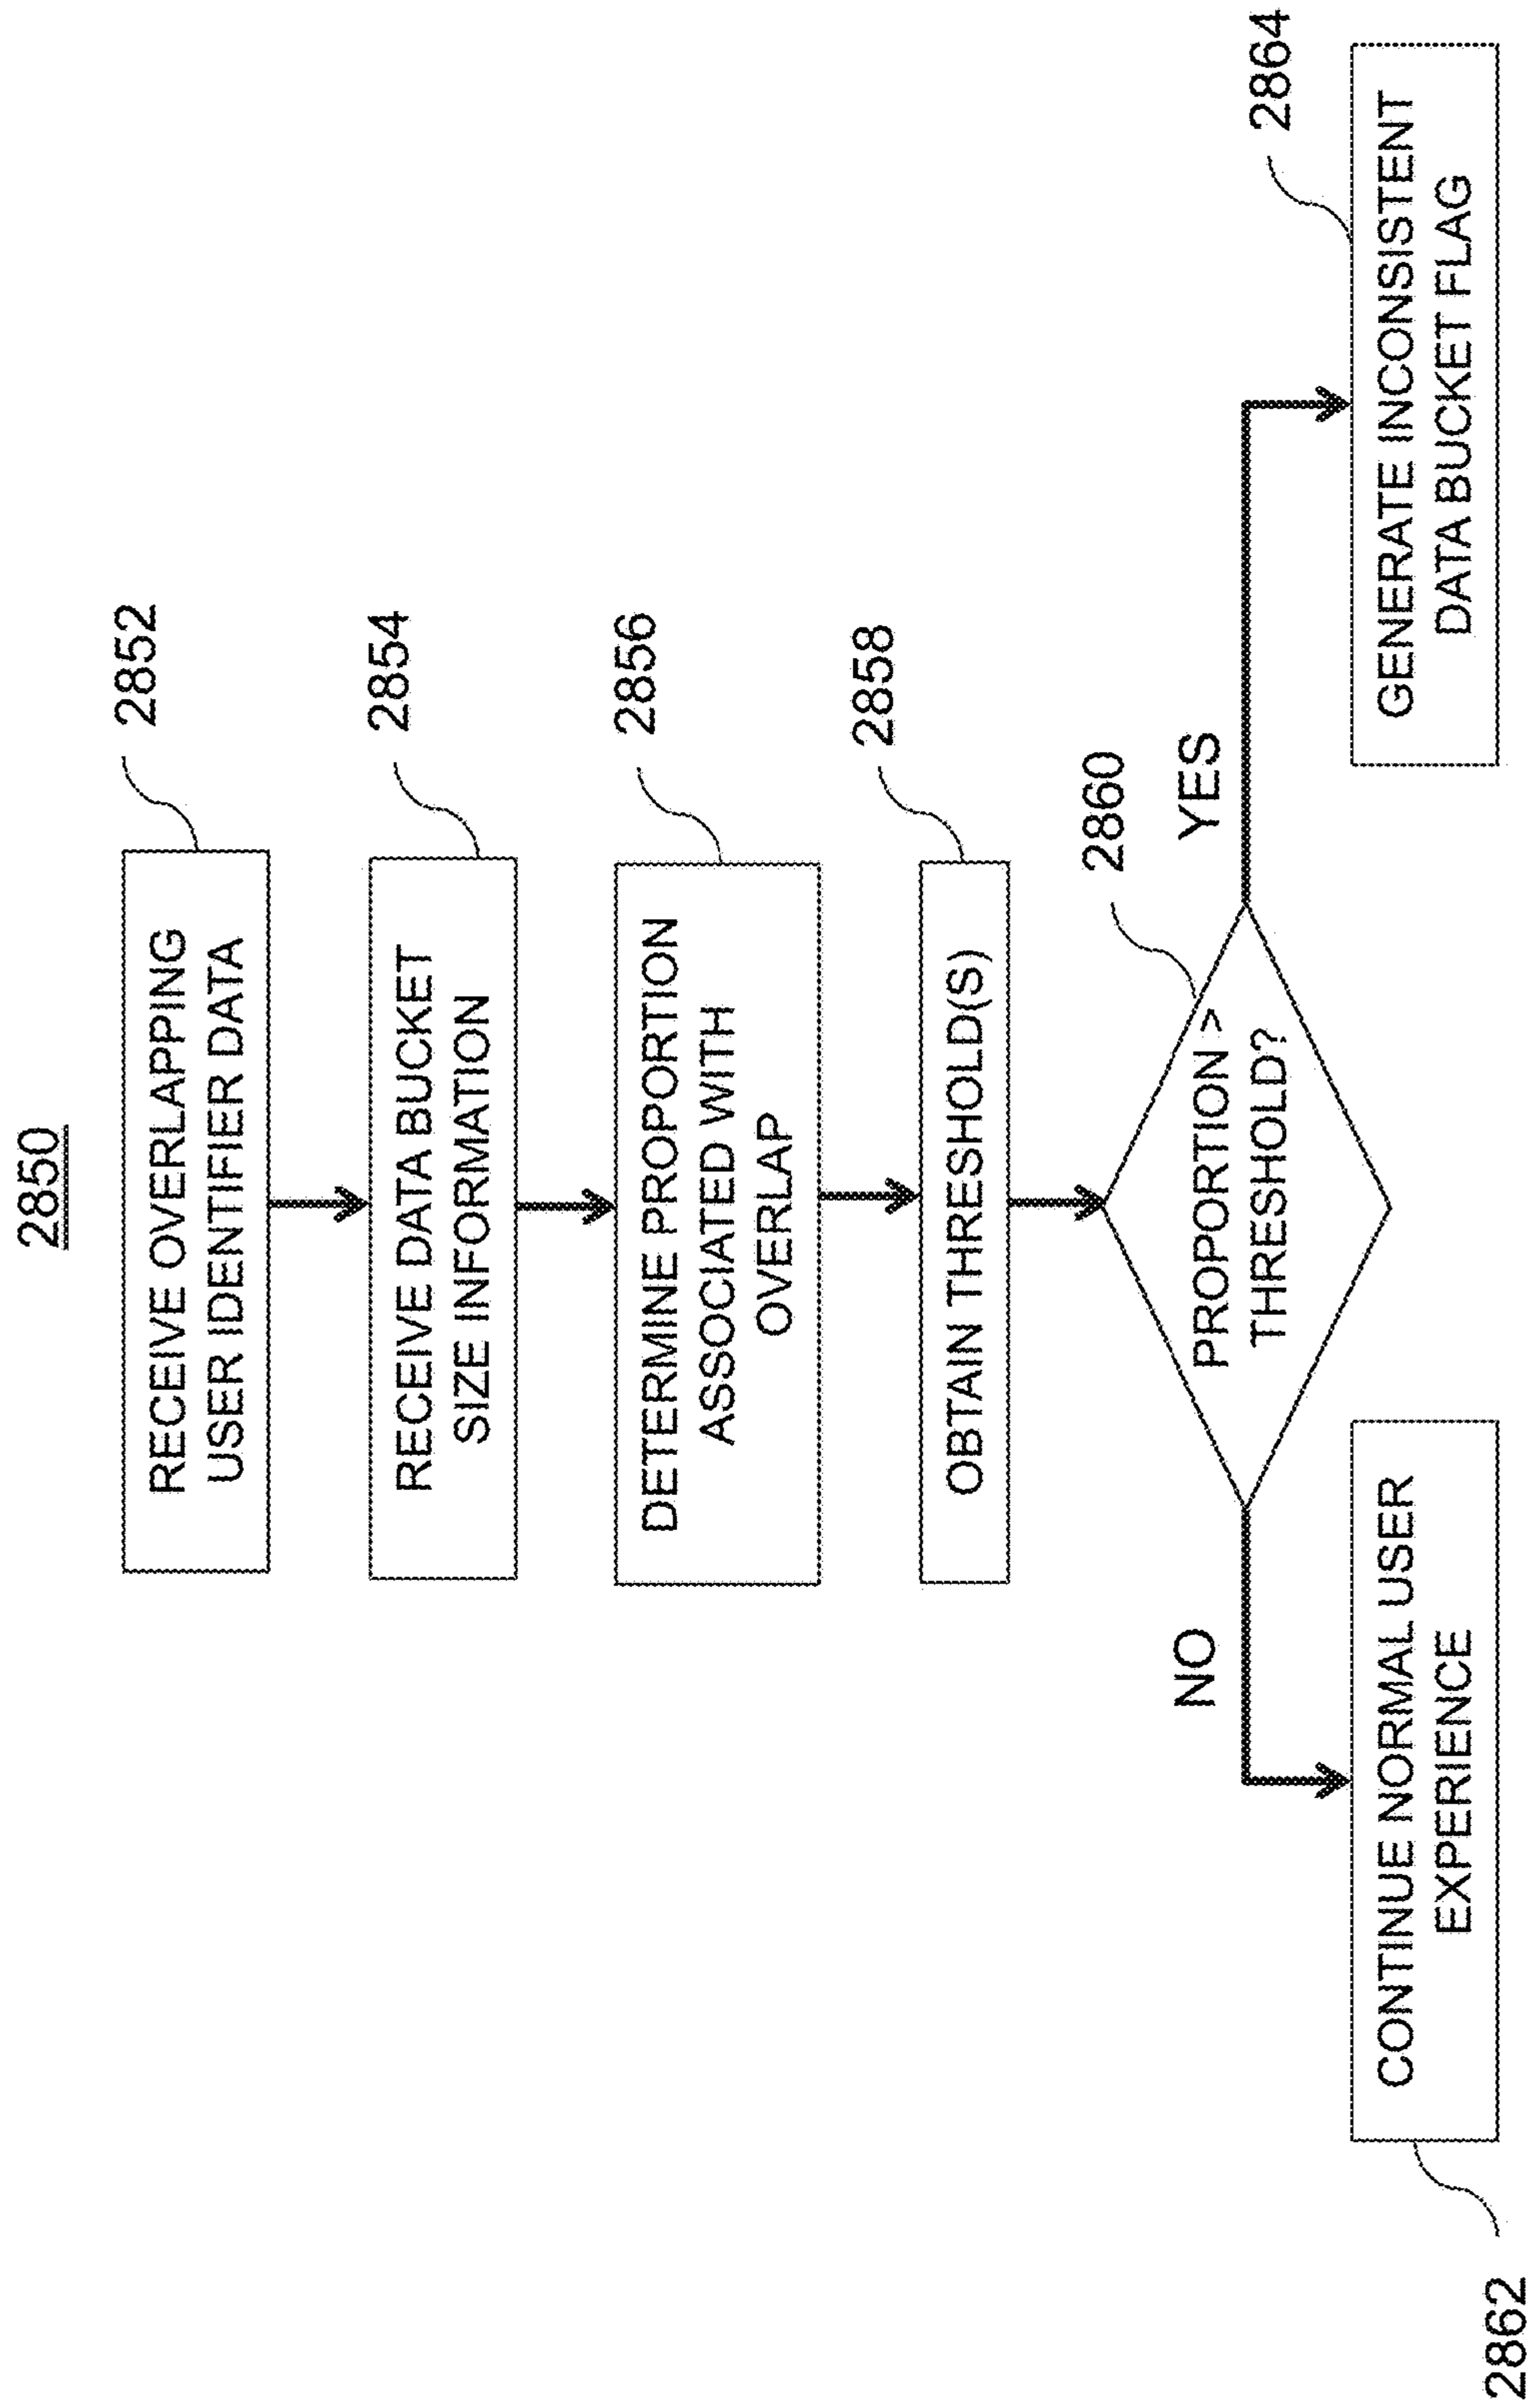 2850
RECEIVE OVERLAPPING
USER IDENTIFIER DATA
2852
RECEIVE DATA BUCKET
SIZE INFORMATION
2854
DETERMINE PROPORTION
ASSOCIATED WITH
OVERLAP
2856
OBTAIN THRESHOLD(S)
2858
PROPORTION >
THRESHOLD?
2860
NO
YES
CONTINUE NORMAL USER
EXPERIENCE
2862
GENERATE INCONSISTENT
DATA BUCKET FLAG
2864